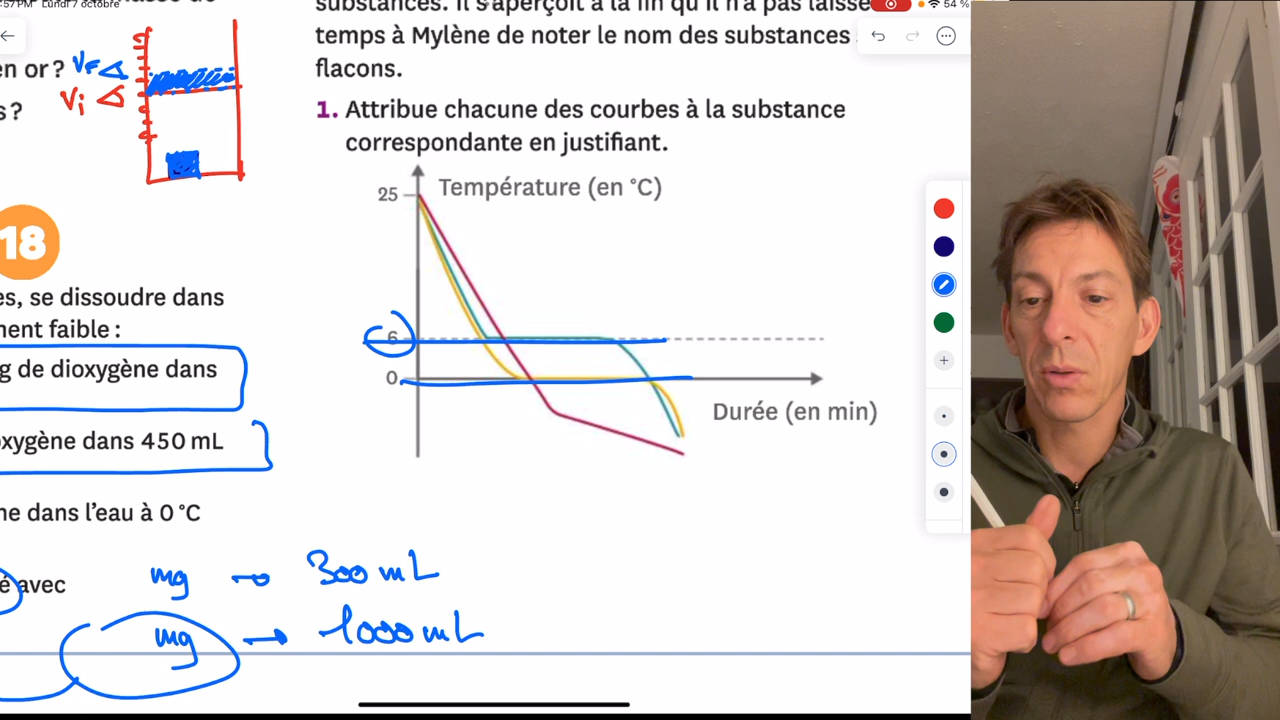 :57 PM Lundi 7 octobre
54 %
substances. Il s'aperçoit à la fin qu'il n'a pas laissé
temps à Mylène de noter le nom des substances
flacons.
en or ?
s ?
VF
Vi
1. Attribue chacune des courbes à la substance
correspondante en justifiant.
25
Température (en °C)
6
0
Durée (en min)
18
es, se dissoudre dans
ment faible :
g de dioxygène dans
oxygène dans 450 mL
ne dans l'eau à 0 °C
é avec
mg → 300 mL
mg → 1000 mL